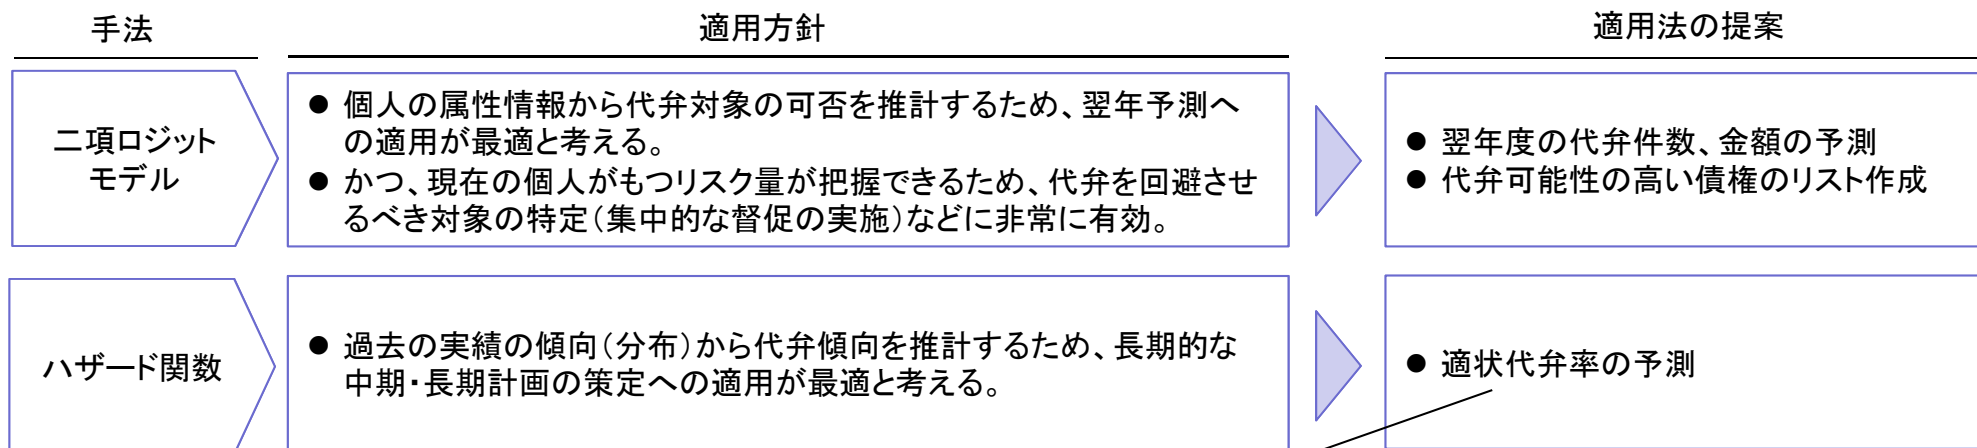 手法
適用方針
適用法の提案
二項ロジット
モデル
● 個人の属性情報から代弁対象の可否を推計するため、翌年予測へ
の適用が最適と考える。
● かつ、現在の個人がもつリスク量が把握できるため、代弁を回避させ
るべき対象の特定(集中的な督促の実施)などに非常に有効。
● 翌年度の代弁件数、金額の予測
● 代弁可能性の高い債権のリスト作成
ハザード関数
● 過去の実績の傾向(分布)から代弁傾向を推計するため、長期的な
中期・長期計画の策定への適用が最適と考える。
● 適状代弁率の予測